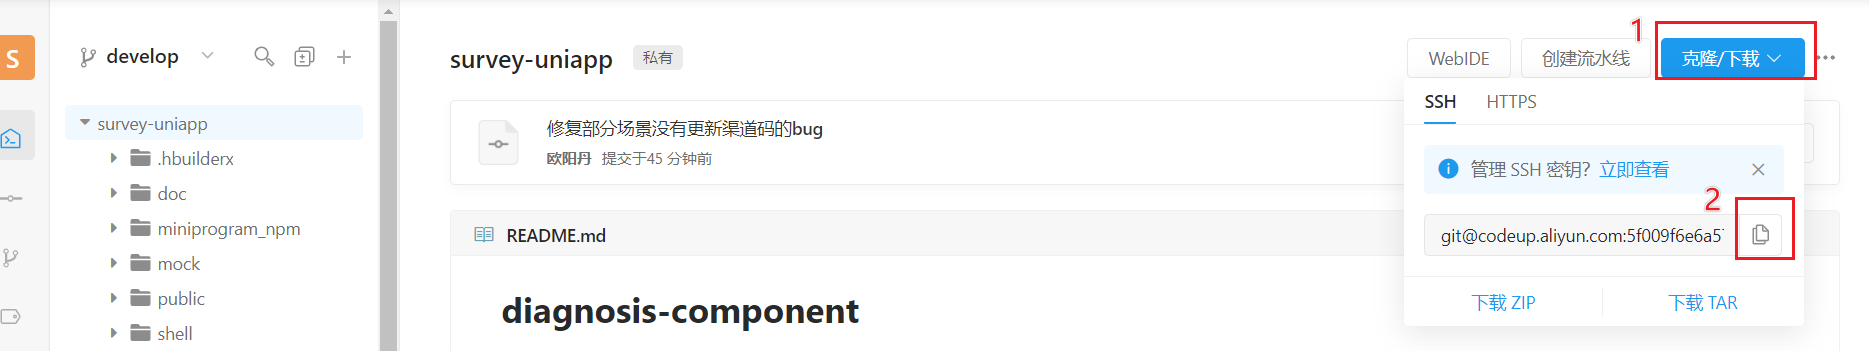 S
develop
survey-uniapp
.hbuilderx
doc
miniprogram_npm
mock
public
shell
survey-uniapp
私有
WebIDE
创建流水线
1
克隆/下载
修复部分场景没有更新渠道码的bug
欧阳丹 提交于45 分钟前
README.md
diagnosis-component
SSH
HTTPS
管理 SSH 密钥？立即查看
2
git@codeup.aliyun.com:5f009f6e6a5
下载 ZIP
下载 TAR